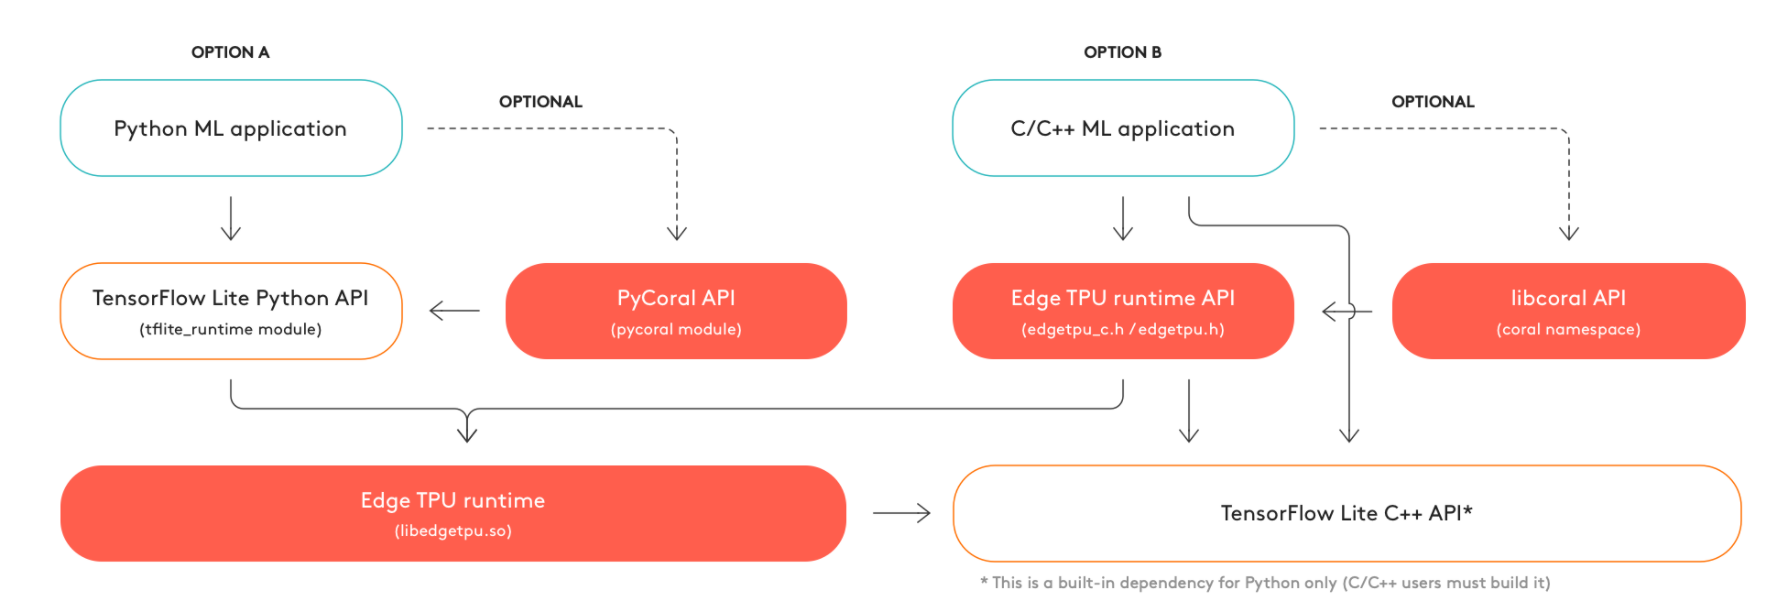 OPTION A
OPTION B
OPTIONAL
OPTIONAL
Python ML application
C/C++ ML application
TensorFlow Lite Python API
(tflite_runtime module)
PyCoral API
(pycoral module)
Edge TPU runtime API
(edgetpu_c.h / edgetpu.h)
libcoral API
(coral namespace)
Edge TPU runtime
(libedgetpu.so)
TensorFlow Lite C++ API*
* This is a built-in dependency for Python only (C/C++ users must build it)